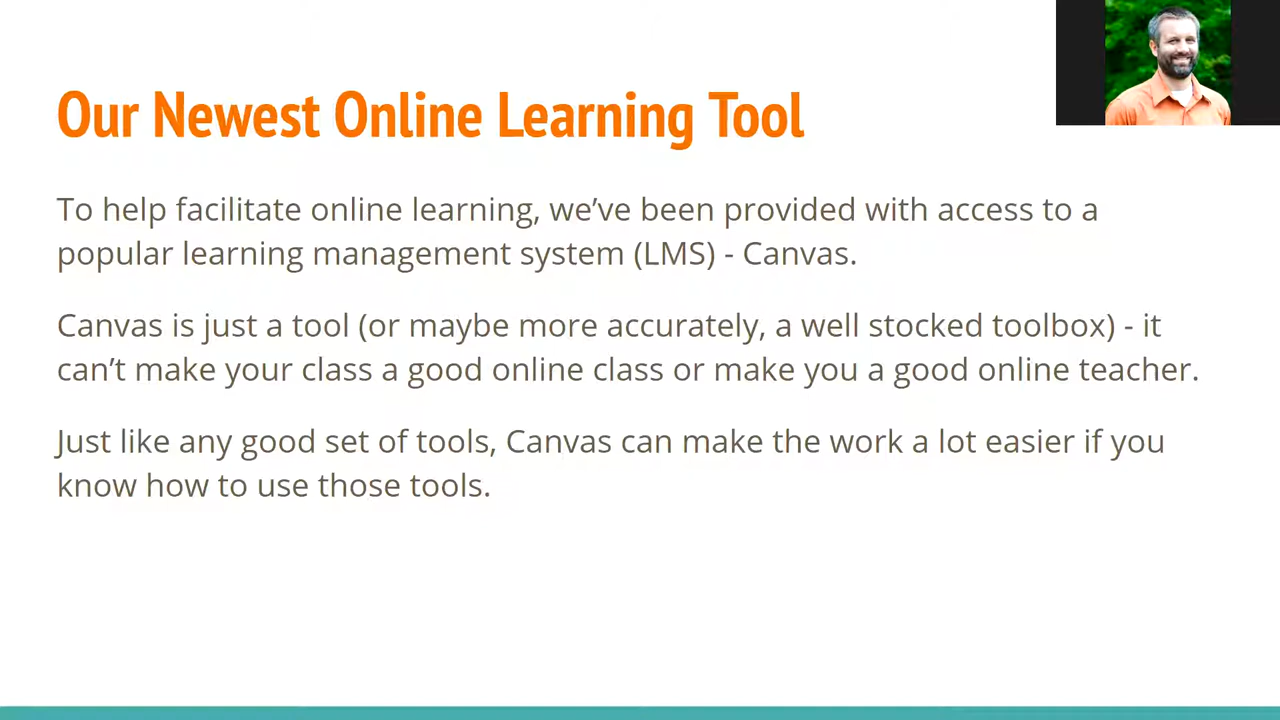 Our Newest Online Learning Tool
To help facilitate online learning, we’ve been provided with access to a
popular learning management system (LMS) - Canvas.
Canvas is just a tool (or maybe more accurately, a well stocked toolbox) - it
can’t make your class a good online class or make you a good online teacher.
Just like any good set of tools, Canvas can make the work a lot easier if you
know how to use those tools.